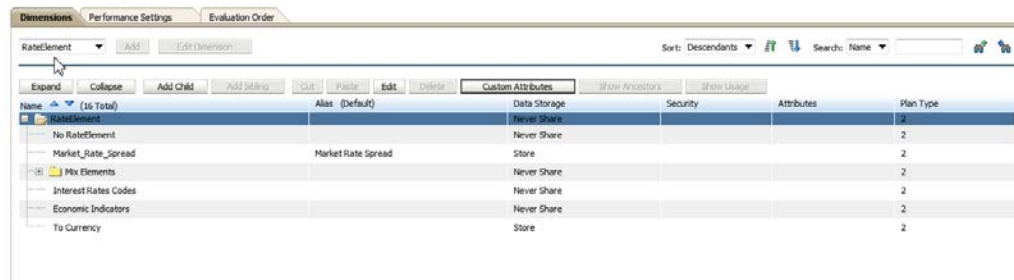 Dimensions Performance Settings Evaluation Order
RateElement Add Edit Dimension Sort: Descendants Search: Name
Expand Collapse Add Child Add Sibling Cut Paste Edit Delete Custom Attributes Show Ancestors Show Usage
Name (16 Total) Alias (Default) Data Storage Security Attributes Plan Type
RateElement Never Share 2
No RateElement Never Share 2
Market_Rate_Spread Market Rate Spread Store 2
Mix Elements Never Share 2
Interest Rates Codes Never Share 2
Economic Indicators Never Share 2
To Currency Store 2